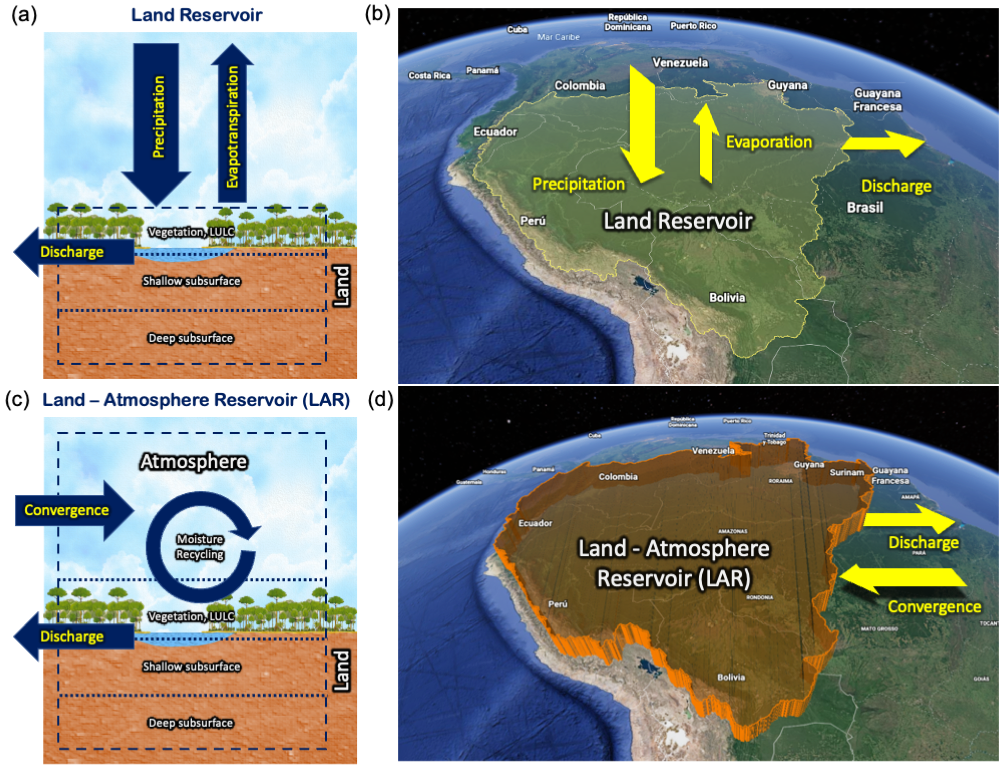 (a)
Land Reservoir
Precipitation
Evapotranspiration
Vegetation, LULC
Discharge
Shallow subsurface
Land
Deep subsurface
(b)
República
Dominicana
Puerto Rico
Cuba
Mar Caribe
Costa Rica
Panamá
Venezuela
Colombia
Guyana
Guayana
Francesa
Ecuador
Evaporation
Precipitation
Discharge
Brasil
Perú
Land Reservoir
Bolivia
(c)
Land – Atmosphere Reservoir (LAR)
Atmosphere
Convergence
Moisture
Recycling
Vegetation, LULC
Discharge
Shallow subsurface
Land
Deep subsurface
(d)
República
Dominicana
Puerto Rico
Cuba
Trinidad
y Tobago
Honduras
Guatemala
Panamá
Venezuela
Colombia
Guyana
Surinam
Guayana
Francesa
RORAIMA
AMAPÁ
Ecuador
AMAZONAS
Discharge
PARÁ
Land - Atmosphere
Reservoir (LAR)
Convergence
Perú
RONDONIA
MATO GROSSO
TOCANT
Bolivia
GOIÁS